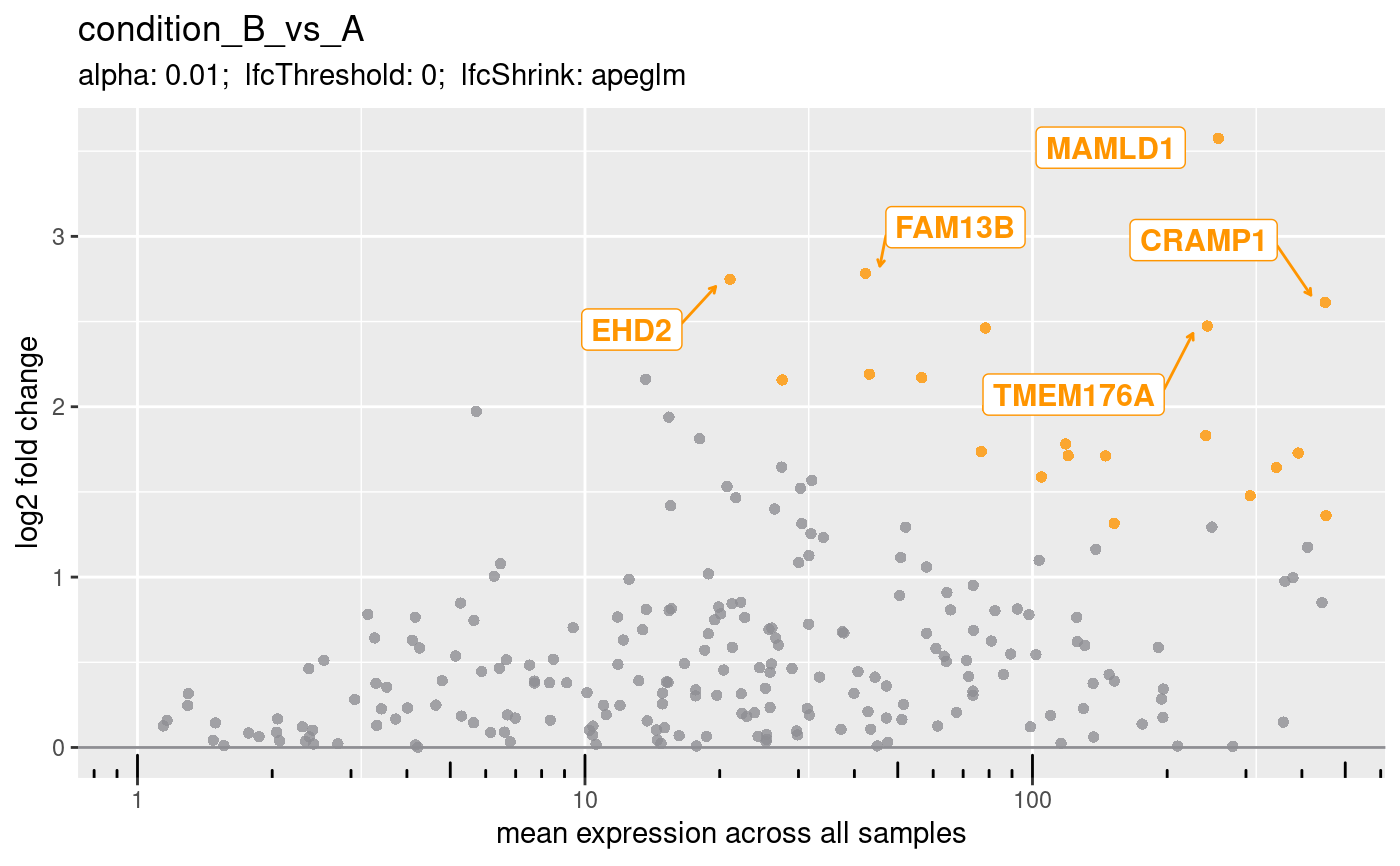 condition_B_vs_A
alpha: 0.01;  lfcThreshold: 0;  lfcShrink: apeglm
MAMLD1
FAM13B
CRAMP1
EHD2
TMEM176A
3
2
1
0
log2 fold change
1
10
100
mean expression across all samples